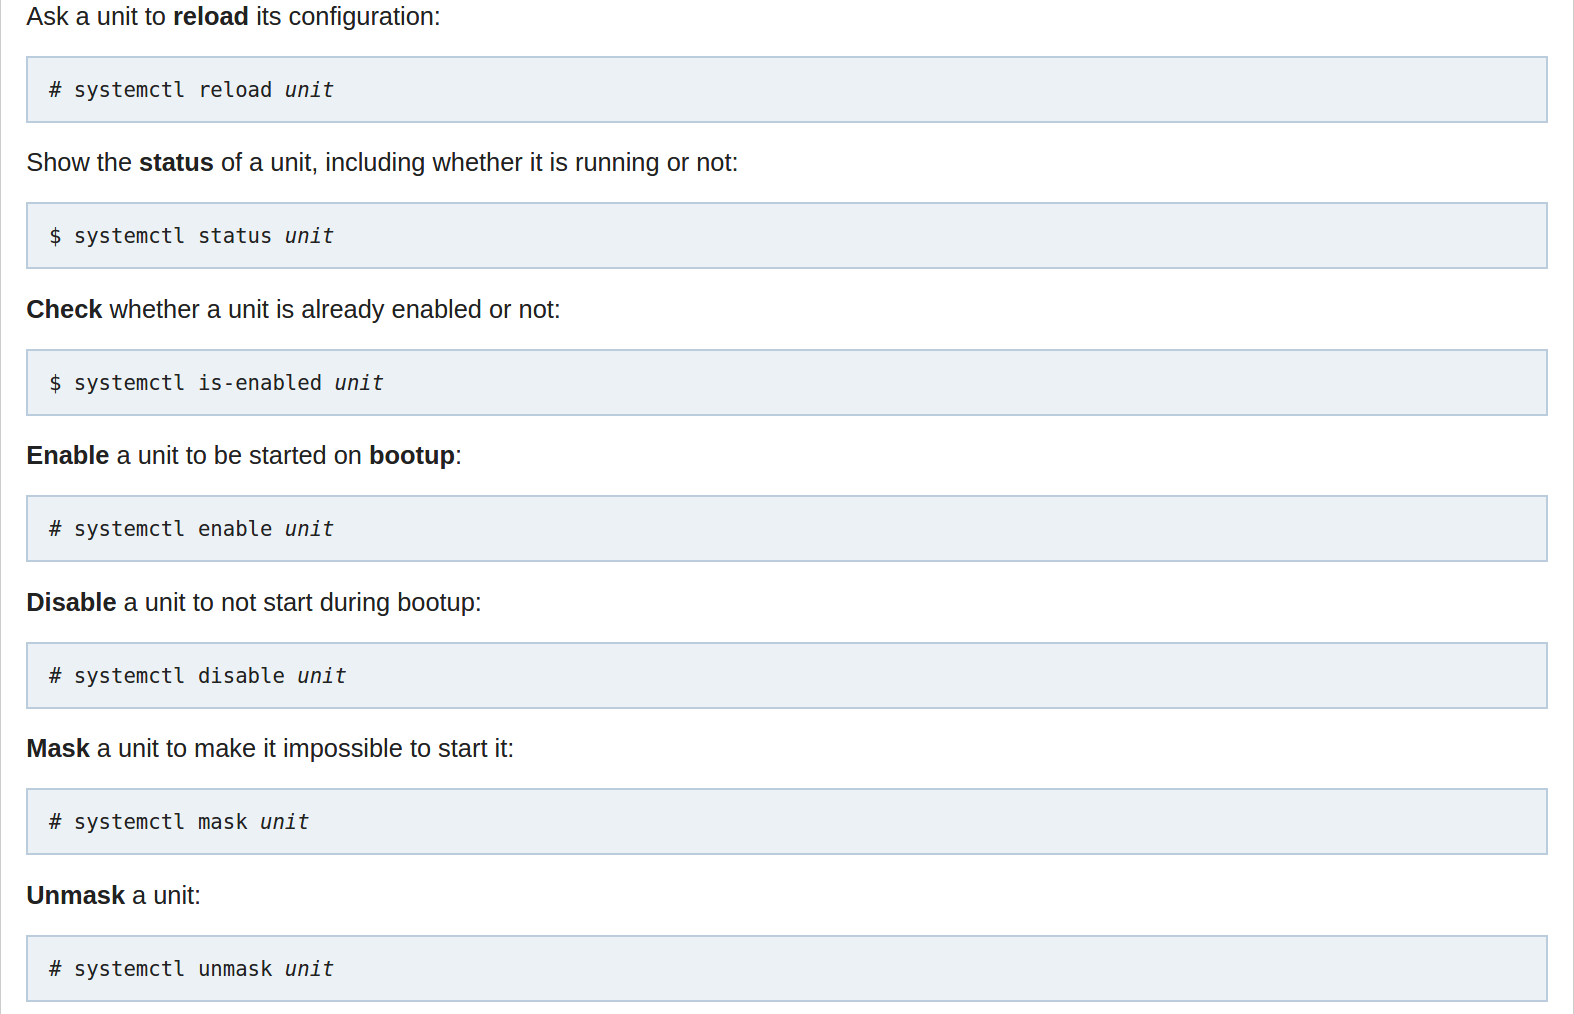 Ask a unit to reload its configuration:
# systemctl reload unit
Show the status of a unit, including whether it is running or not:
$ systemctl status unit
Check whether a unit is already enabled or not:
$ systemctl is-enabled unit
Enable a unit to be started on bootup:
# systemctl enable unit
Disable a unit to not start during bootup:
# systemctl disable unit
Mask a unit to make it impossible to start it:
# systemctl mask unit
Unmask a unit:
# systemctl unmask unit